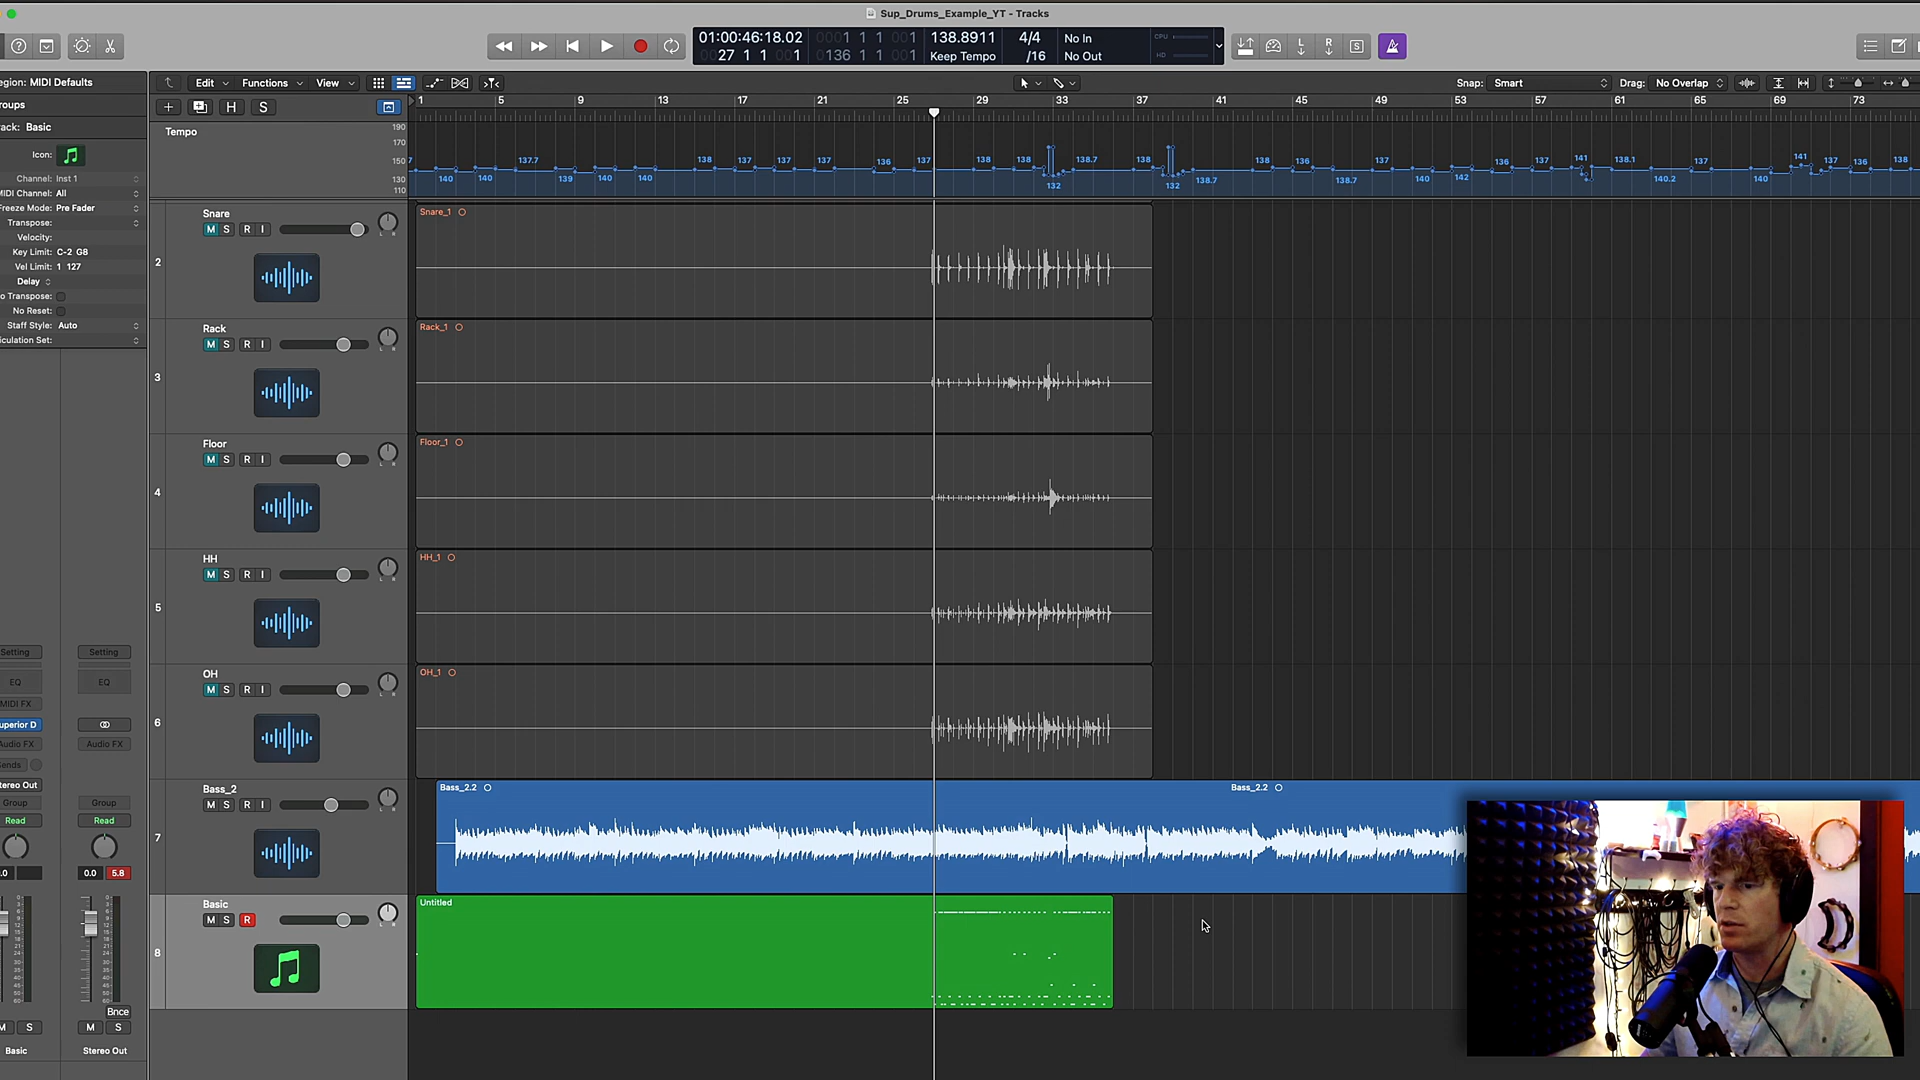 Sup_Drums_Example_YT - Tracks
01:00:46:18.02
27 1 1 001
0001 1 1 001
0136 1 1 001
138.8911
Keep Tempo
4/4
/16
No In
No Out
CPU
HD
L
R
S
egion: MIDI Defaults
Edit
Functions
View
Snap: Smart
Drag: No Overlap
roups
H
S
1 5 9 13 17 21 25 29 33 37 41 45 49 53 57 61 65 69 73
ack: Basic
Icon:
Channel: Inst 1
MIDI Channel: All
Freeze Mode: Pre Fader
Transpose:
Velocity:
Key Limit: C-2 G8
Vel Limit: 1 127
Delay
o Transpose:
No Reset:
Staff Style: Auto
iculation Set:
Tempo
190
170
150
130
110
7 137.7 138 137 137 137 136 137 138 138 138.7 138 138 136 137 136 137 141 138.1 137 141 137 136 138
140 140 139 140 140 132 132 138.7 138.7 140 142 140.2 140
Snare
M S R I
2
Snare_1
Rack
M S R I
3
Rack_1
Floor
M S R I
4
Floor_1
HH
M S R I
5
HH_1
OH
M S R I
6
OH_1
Bass_2
M S R I
7
Bass_2.2
Bass_2.2
Basic
M S R
8
Untitled
Setting
Setting
EQ
EQ
MIDI FX
uperior D
Audio FX
Audio FX
ends
tereo Out
Group
Group
Read
Read
.0
0.0
5.8
Bnce
M S
M S
Basic
Stereo Out